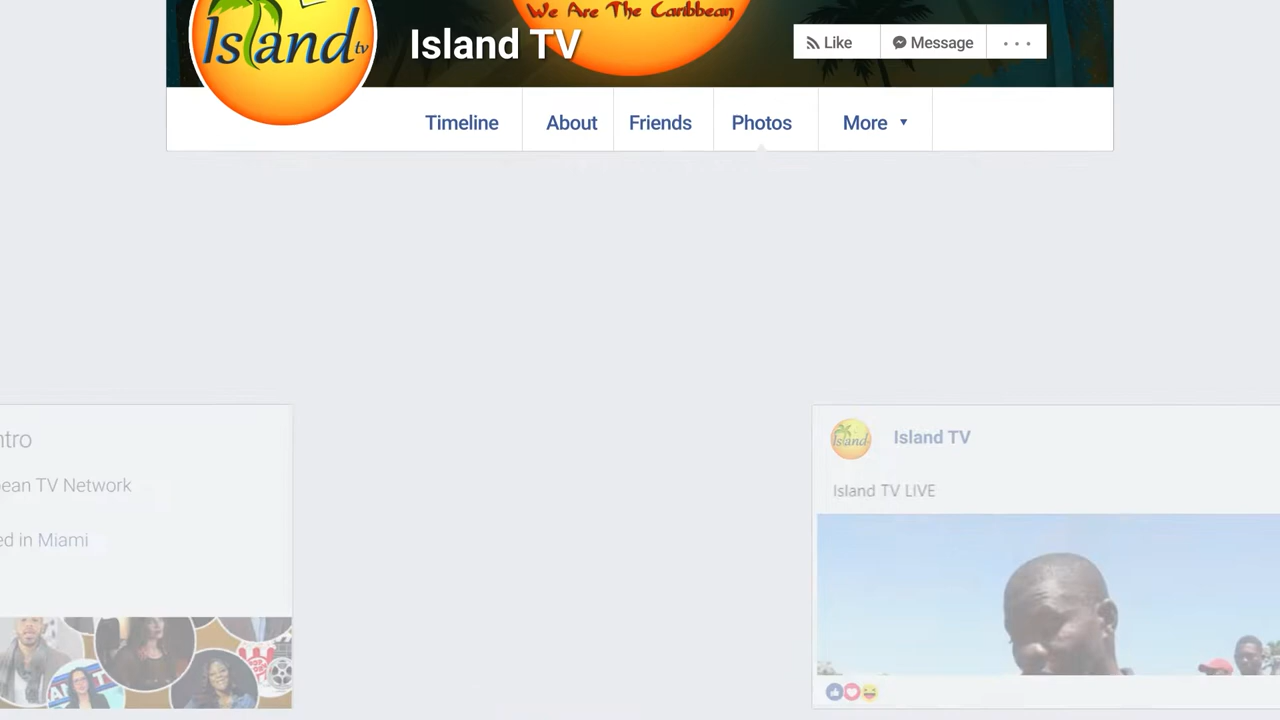 We Are The Caribbean
Island tv
Island TV
Like
Message
Timeline
About
Friends
Photos
More
ntro
Island TV
ean TV Network
Island TV LIVE
ed in Miami
Island